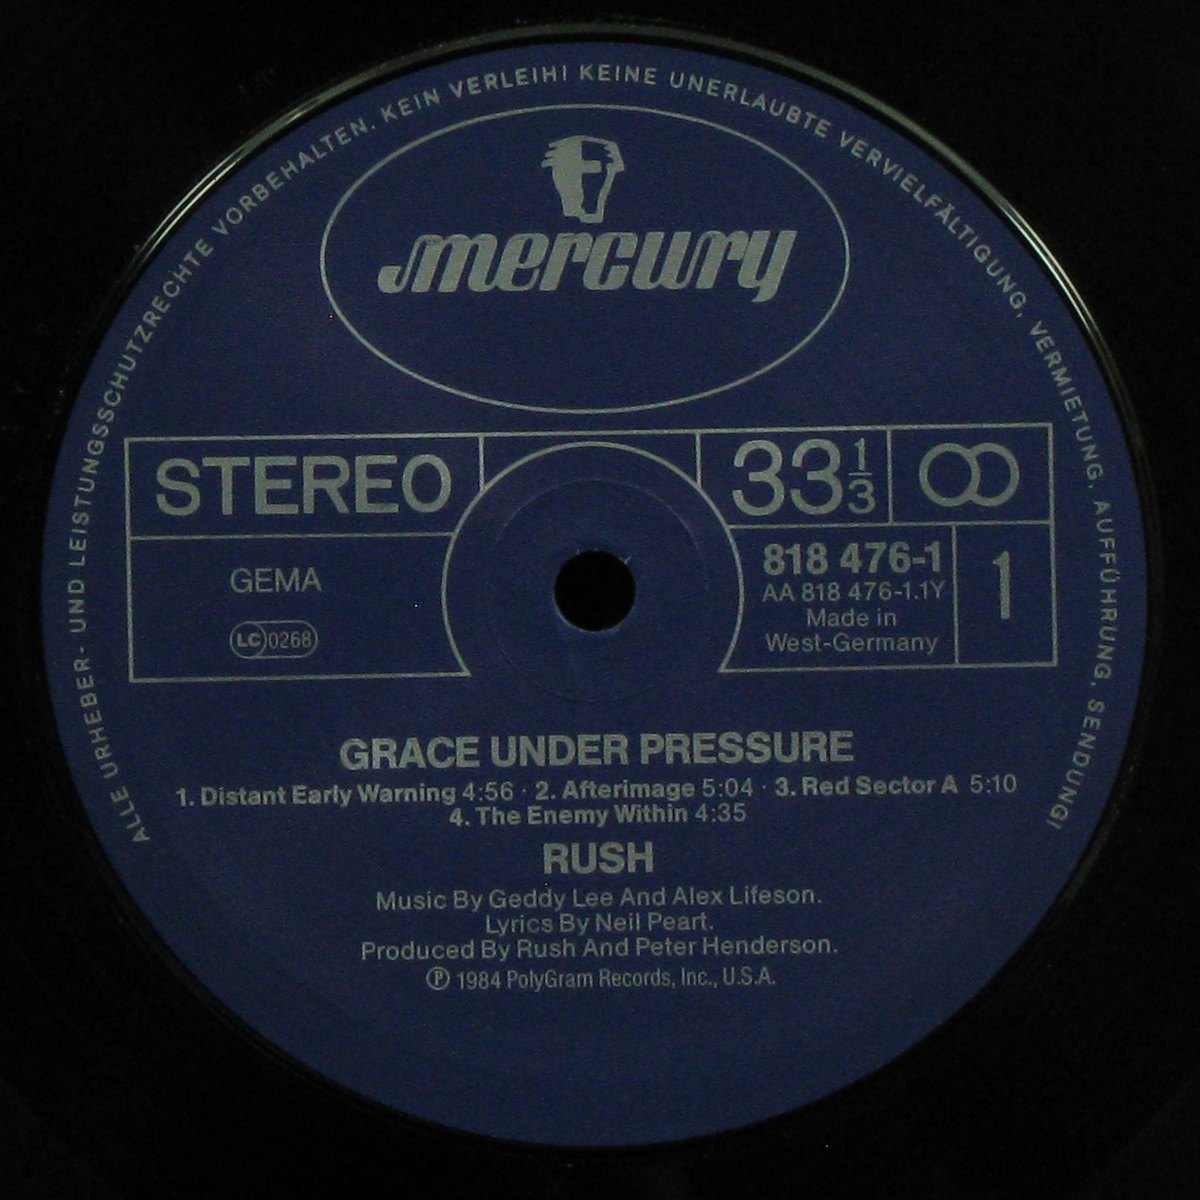 ALLE URHEBER- UND LEISTUNGSSCHUTZRECHTE VORBEHALTEN. KEIN VERLEIH! KEINE UNERLAUBTE VERVIELFÄLTIGUNG, VERMIETUNG, AUFFÜHRUNG, SENDUNG!
mercury
STEREO
33 1/3
GEMA
LC 0268
818 476-1
AA 818 476-1.1Y
Made in
West-Germany
1
GRACE UNDER PRESSURE
1. Distant Early Warning 4:56 · 2. Afterimage 5:04 · 3. Red Sector A 5:10
4. The Enemy Within 4:35
RUSH
Music By Geddy Lee And Alex Lifeson.
Lyrics By Neil Peart.
Produced By Rush And Peter Henderson.
Ⓟ 1984 PolyGram Records, Inc., U.S.A.